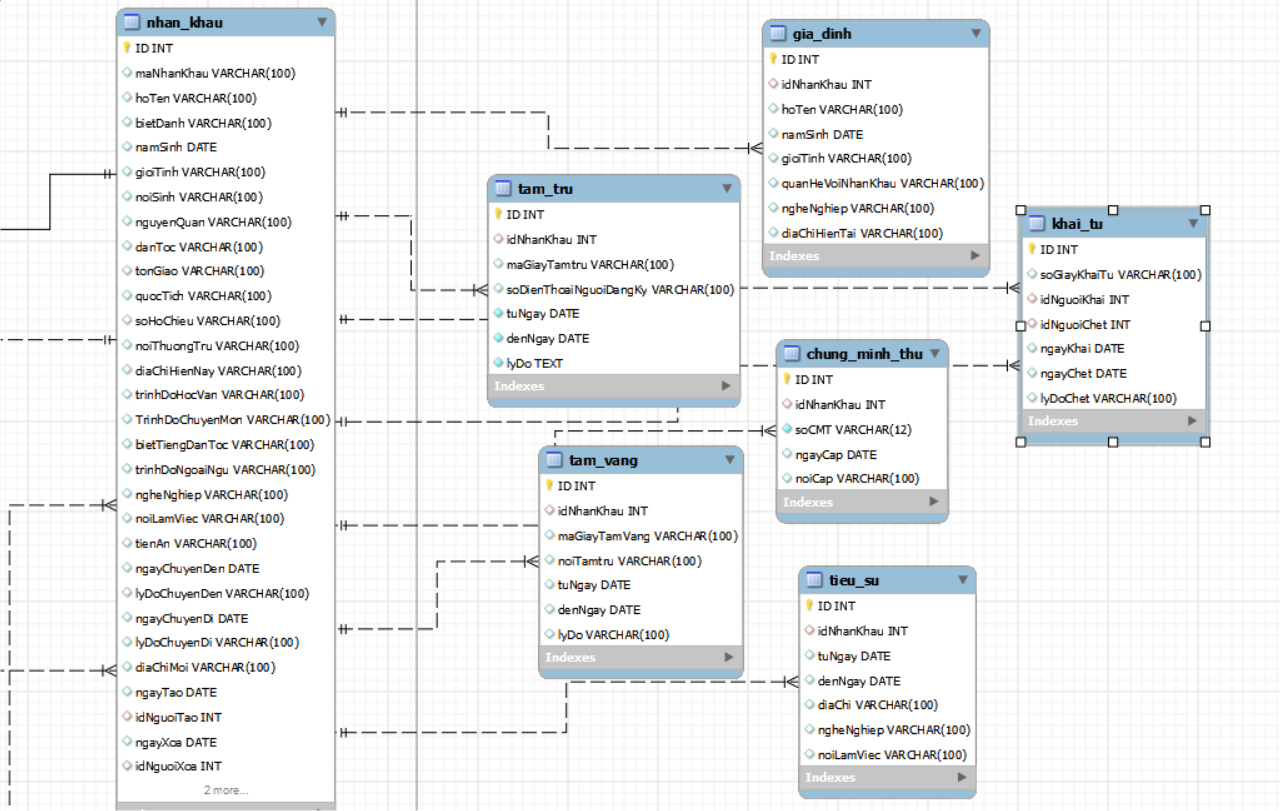 nhan_khau
ID INT
maNhanKhau VARCHAR(100)
hoTen VARCHAR(100)
bietDanh VARCHAR(100)
namSinh DATE
gioiTinh VARCHAR(100)
noiSinh VARCHAR(100)
nguyenQuan VARCHAR(100)
danToc VARCHAR(100)
tonGiao VARCHAR(100)
quocTich VARCHAR(100)
soHoChieu VARCHAR(100)
noiThuongTru VARCHAR(100)
diaChiHienNay VARCHAR(100)
trinhDoHocVan VARCHAR(100)
TrinhDoChuyenMon VARCHAR(100)
bietTiengDanToc VARCHAR(100)
trinhDoNgoaiNgu VARCHAR(100)
ngheNghiep VARCHAR(100)
noiLamViec VARCHAR(100)
tienAn VARCHAR(100)
ngayChuyenDen DATE
lyDoChuyenDen VARCHAR(100)
ngayChuyenDi DATE
lyDoChuyenDi VARCHAR(100)
diaChiMoi VARCHAR(100)
ngayTao DATE
idNguoiTao INT
ngayXoa DATE
idNguoiXoa INT
2 more...
tam_tru
ID INT
idNhanKhau INT
maGiayTamtru VARCHAR(100)
soDienThoaiNguoiDangKy VARCHAR(100)
tuNgay DATE
denNgay DATE
lyDo TEXT
Indexes
tam_vang
ID INT
idNhanKhau INT
maGiayTamVang VARCHAR(100)
noiTamtru VARCHAR(100)
tuNgay DATE
denNgay DATE
lyDo VARCHAR(100)
Indexes
gia_dinh
ID INT
idNhanKhau INT
hoTen VARCHAR(100)
namSinh DATE
gioiTinh VARCHAR(100)
quanHeVoiNhanKhau VARCHAR(100)
ngheNghiep VARCHAR(100)
diaChiHienTai VARCHAR(100)
Indexes
chung_minh_thu
ID INT
idNhanKhau INT
soCMT VARCHAR(12)
ngayCap DATE
noiCap VARCHAR(100)
Indexes
tieu_su
ID INT
idNhanKhau INT
tuNgay DATE
denNgay DATE
diaChi VARCHAR(100)
ngheNghiep VARCHAR(100)
noiLamViec VARCHAR(100)
Indexes
khai_tu
ID INT
soGiayKhaiTu VARCHAR(100)
idNguoiKhai INT
idNguoiChet INT
ngayKhai DATE
ngayChet DATE
lyDoChet VARCHAR(100)
Indexes